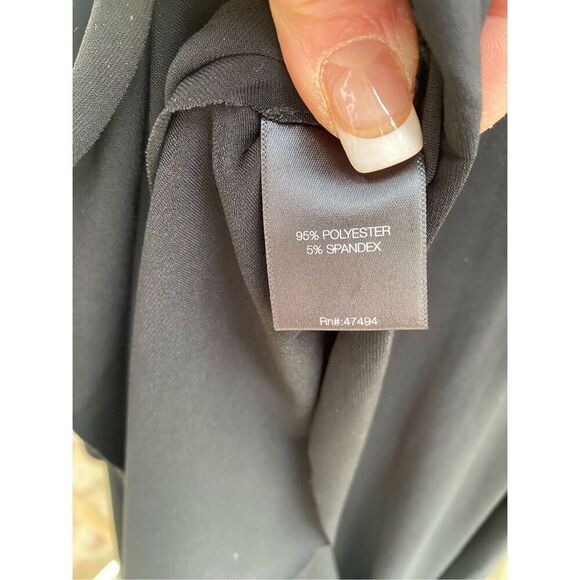 95% POLYESTER
5% SPANDEX
Rn#:47494